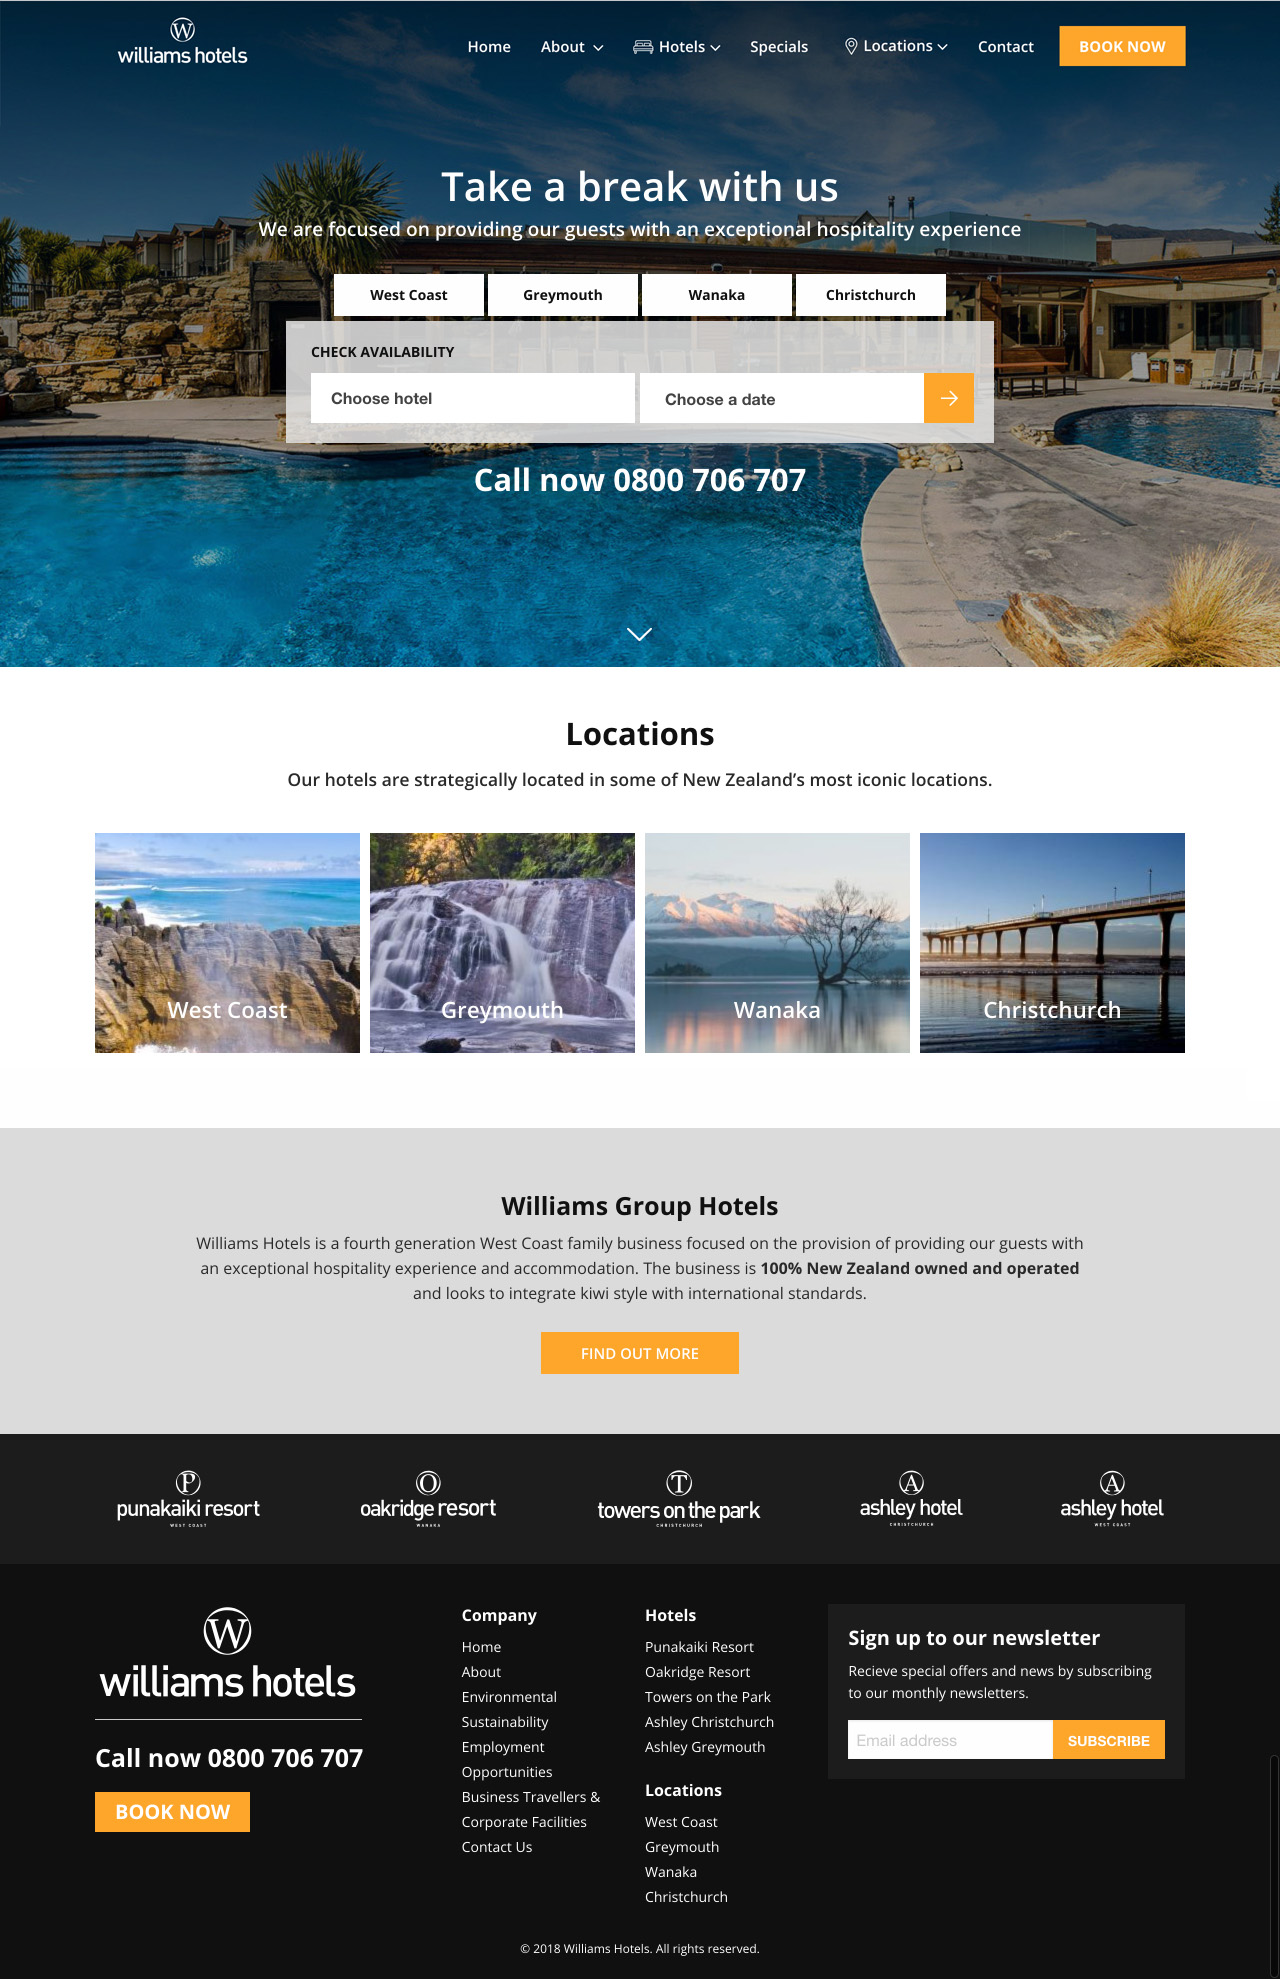 W
williams hotels
Home About Hotels Specials Locations Contact BOOK NOW
Take a break with us
We are focused on providing our guests with an exceptional hospitality experience
West Coast Greymouth Wanaka Christchurch
CHECK AVAILABILITY
Choose hotel Choose a date
Call now 0800 706 707
Locations
Our hotels are strategically located in some of New Zealand’s most iconic locations.
West Coast Greymouth Wanaka Christchurch
Williams Group Hotels
Williams Hotels is a fourth generation West Coast family business focused on the provision of providing our guests with
an exceptional hospitality experience and accommodation. The business is 100% New Zealand owned and operated
and looks to integrate kiwi style with international standards.
FIND OUT MORE
P
punakaiki resort
WEST COAST
O
oakridge resort
WANAKA
T
towers on the park
CHRISTCHURCH
A
ashley hotel
CHRISTCHURCH
A
ashley hotel
WEST COAST
W
williams hotels
Call now 0800 706 707
BOOK NOW
Company
Home
About
Environmental
Sustainability
Employment
Opportunities
Business Travellers &
Corporate Facilities
Contact Us
Hotels
Punakaiki Resort
Oakridge Resort
Towers on the Park
Ashley Christchurch
Ashley Greymouth
Locations
West Coast
Greymouth
Wanaka
Christchurch
Sign up to our newsletter
Recieve special offers and news by subscribing
to our monthly newsletters.
Email address SUBSCRIBE
© 2018 Williams Hotels. All rights reserved.